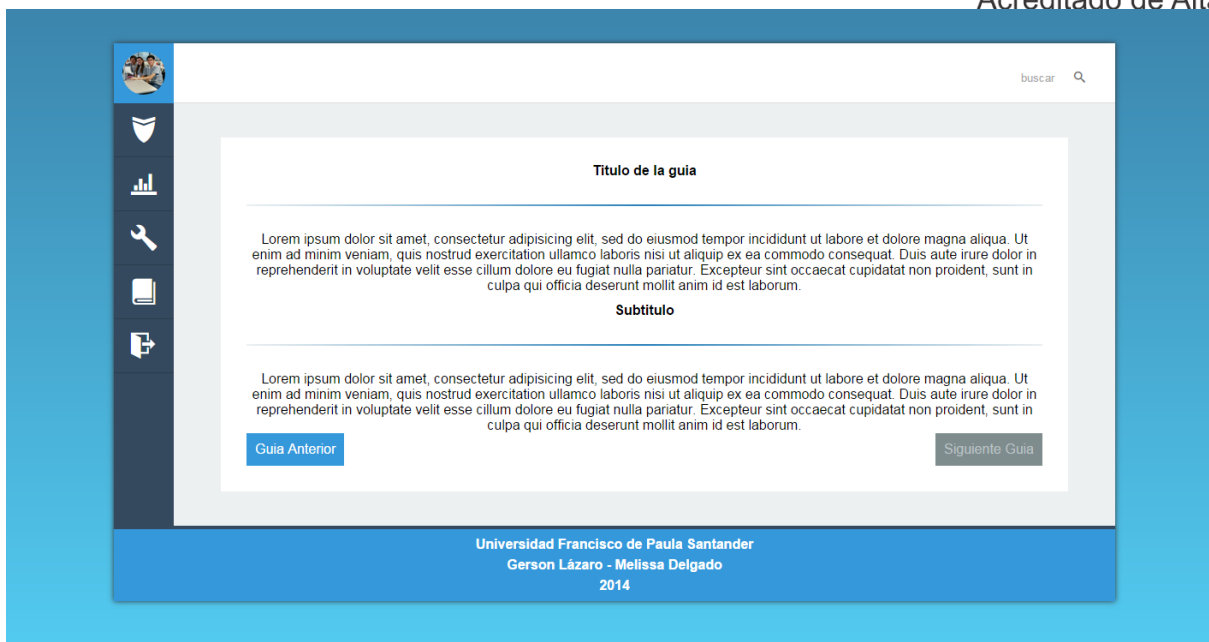 Acreditado de Alta
buscar
Titulo de la guia
Lorem ipsum dolor sit amet, consectetur adipisicing elit, sed do eiusmod tempor incididunt ut labore et dolore magna aliqua. Ut
enim ad minim veniam, quis nostrud exercitation ullamco laboris nisi ut aliquip ex ea commodo consequat. Duis aute irure dolor in
reprehenderit in voluptate velit esse cillum dolore eu fugiat nulla pariatur. Excepteur sint occaecat cupidatat non proident, sunt in
culpa qui officia deserunt mollit anim id est laborum.
Subtitulo
Lorem ipsum dolor sit amet, consectetur adipisicing elit, sed do eiusmod tempor incididunt ut labore et dolore magna aliqua. Ut
enim ad minim veniam, quis nostrud exercitation ullamco laboris nisi ut aliquip ex ea commodo consequat. Duis aute irure dolor in
reprehenderit in voluptate velit esse cillum dolore eu fugiat nulla pariatur. Excepteur sint occaecat cupidatat non proident, sunt in
culpa qui officia deserunt mollit anim id est laborum.
Guia Anterior
Siguiente Guia
Universidad Francisco de Paula Santander
Gerson Lázaro - Melissa Delgado
2014